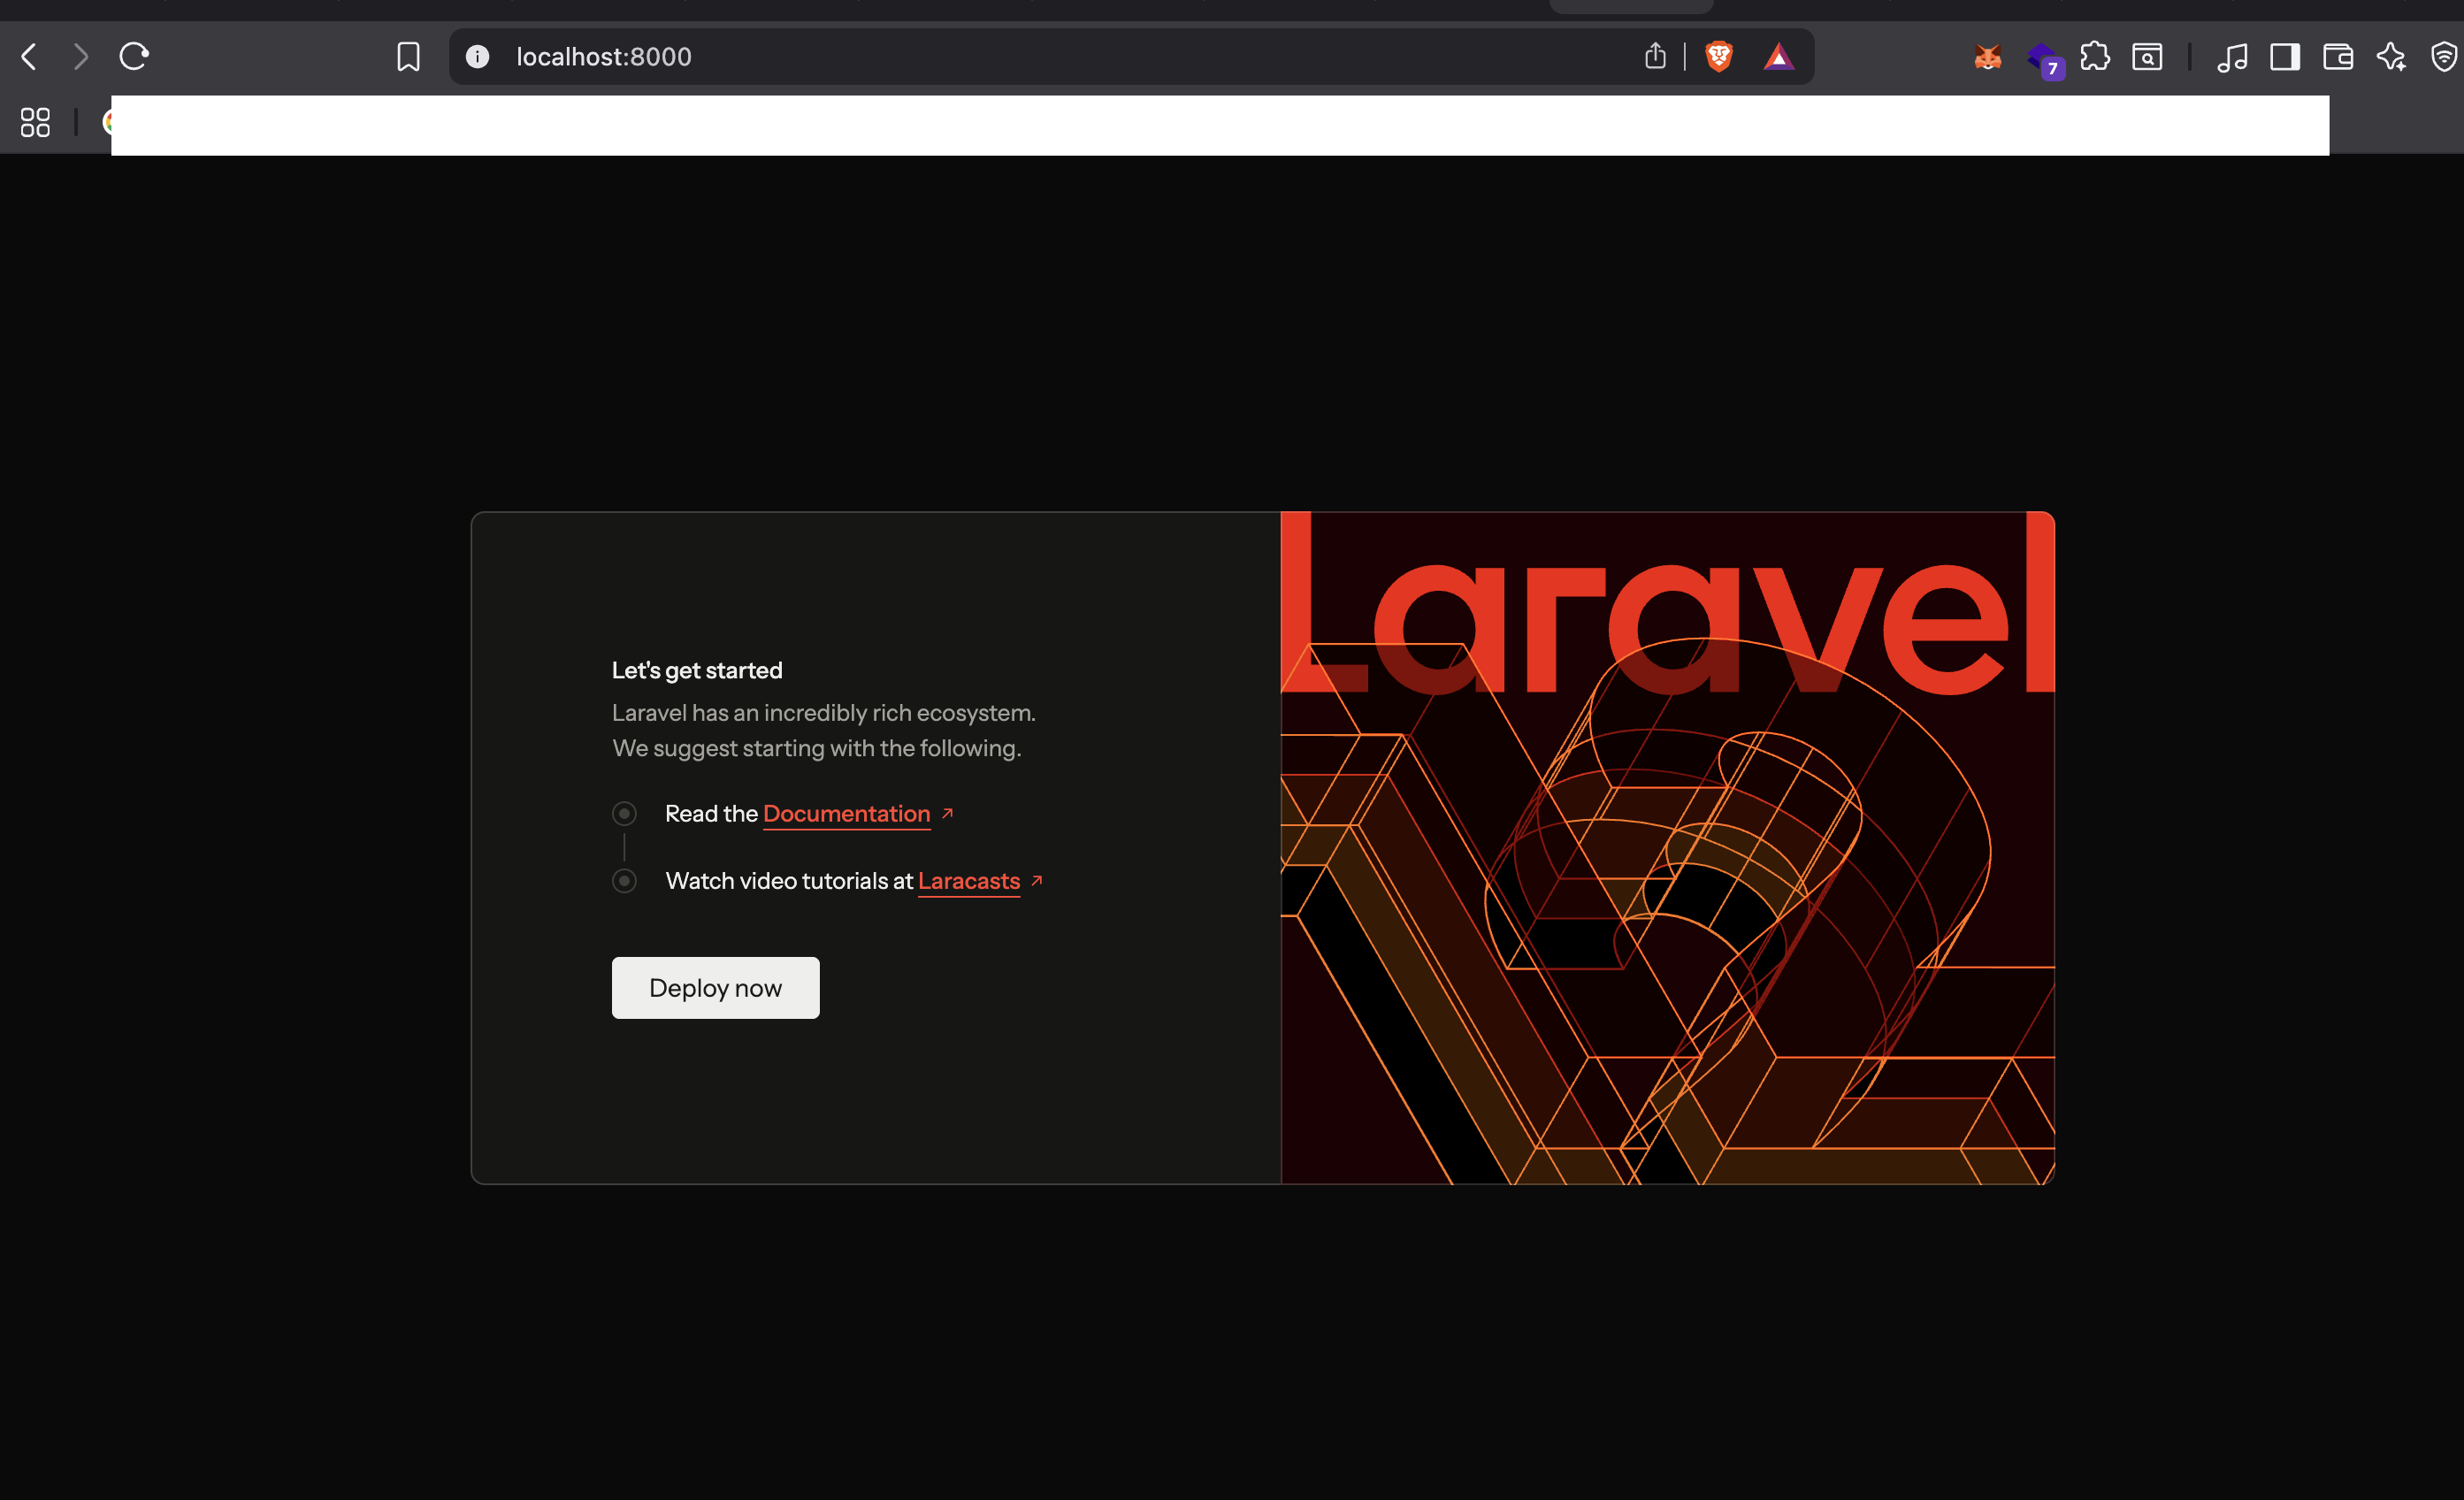 localhost:8000
7
Let's get started
Laravel has an incredibly rich ecosystem.
We suggest starting with the following.
Read the Documentation ↗
Watch video tutorials at Laracasts ↗
Deploy now
Laravel
12